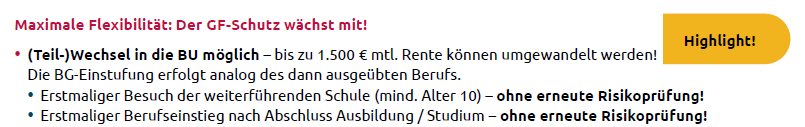 Maximale Flexibilität: Der GF-Schutz wächst mit!
Highlight!
• (Teil-)Wechsel in die BU möglich – bis zu 1.500 € mtl. Rente können umgewandelt werden!
Die BG-Einstufung erfolgt analog des dann ausgeübten Berufs.
• Erstmaliger Besuch der weiterführenden Schule (mind. Alter 10) – ohne erneute Risikoprüfung!
• Erstmaliger Berufseinstieg nach Abschluss Ausbildung / Studium – ohne erneute Risikoprüfung!